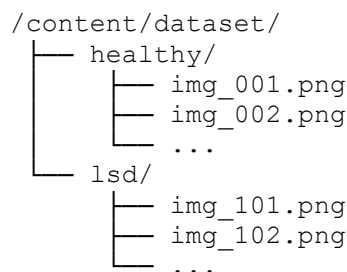 /content/dataset/
├── healthy/
│   ├── img_001.png
│   ├── img_002.png
│   └── ...
└── lsd/
    ├── img_101.png
    ├── img_102.png
    └── ...